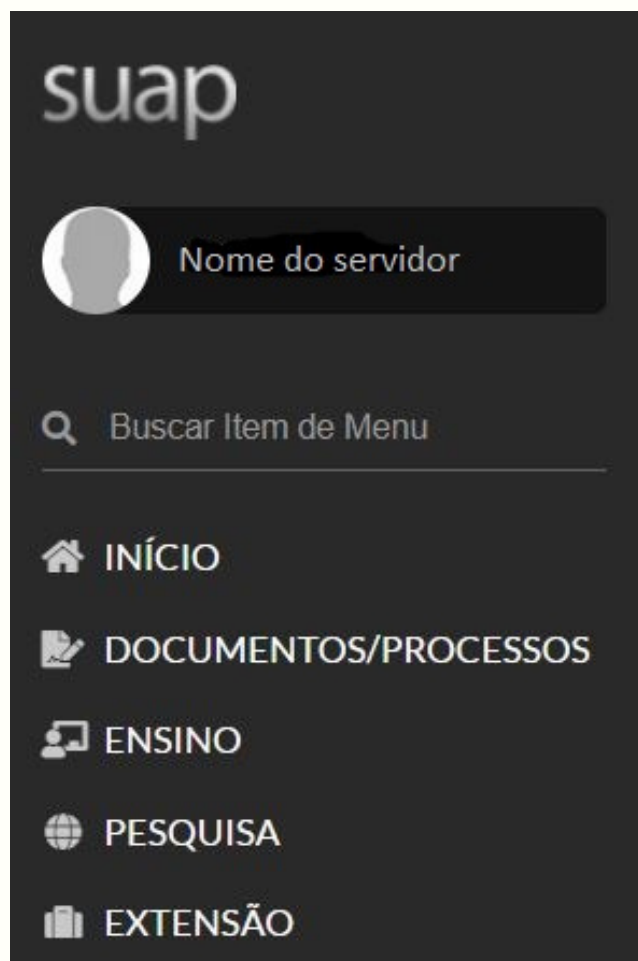 suap
Nome do servidor
Buscar Item de Menu
INÍCIO
DOCUMENTOS/PROCESSOS
ENSINO
PESQUISA
EXTENSÃO